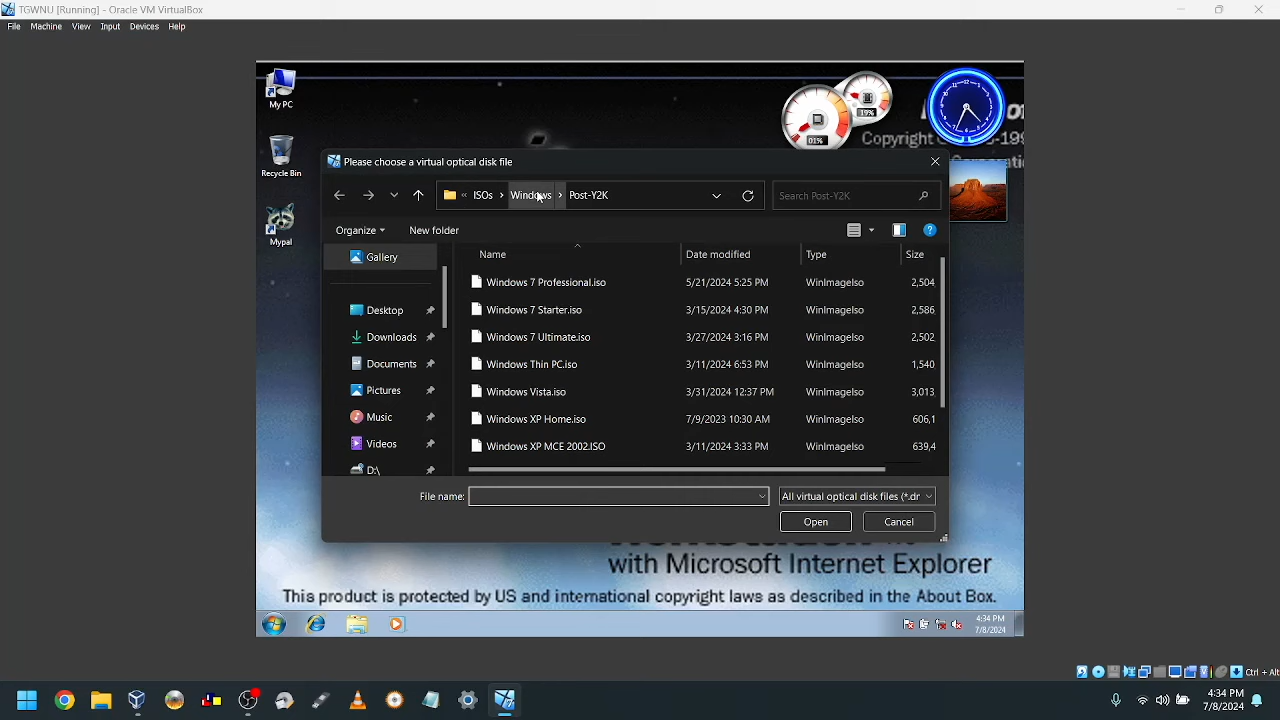 TGWNU [Running] - Oracle VM VirtualBox
File Machine View Input Devices Help
My PC
Recycle Bin
Mypal
01%
19%
Copyright
Please choose a virtual optical disk file
« ISOs › Windows › Post-Y2K
Search Post-Y2K
Organize New folder
Gallery
Desktop
Downloads
Documents
Pictures
Music
Videos
D:\
Name Date modified Type Size
Windows 7 Professional.iso 5/21/2024 5:25 PM WinImageIso 2,504
Windows 7 Starter.iso 3/15/2024 4:30 PM WinImageIso 2,586
Windows 7 Ultimate.iso 3/27/2024 3:16 PM WinImageIso 2,502
Windows Thin PC.iso 3/11/2024 6:53 PM WinImageIso 1,540
Windows Vista.iso 3/31/2024 12:37 PM WinImageIso 3,013
Windows XP Home.iso 7/9/2023 10:30 AM WinImageIso 606,1
Windows XP MCE 2002.ISO 3/11/2024 3:33 PM WinImageIso 639,4
File name:
All virtual optical disk files (*.dr
Open Cancel
with Microsoft Internet Explorer
This product is protected by US and international copyright laws as described in the About Box.
4:34 PM
7/8/2024
Ctrl + Alt
4:34 PM
7/8/2024